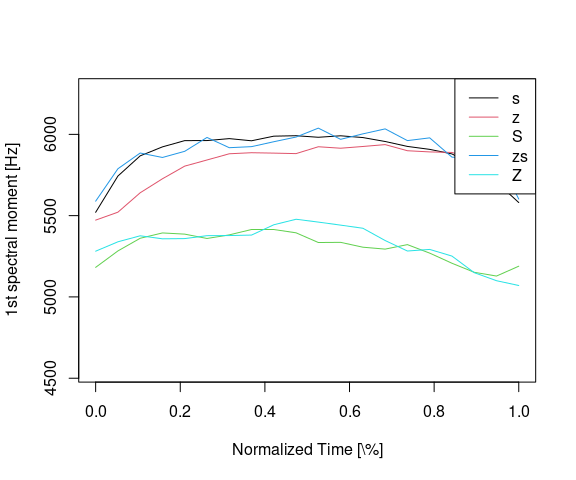 1st spectral moment [Hz]
6000
5500
5000
4500
s
z
S
zs
Z
0.0 0.2 0.4 0.6 0.8 1.0
Normalized Time [\%]